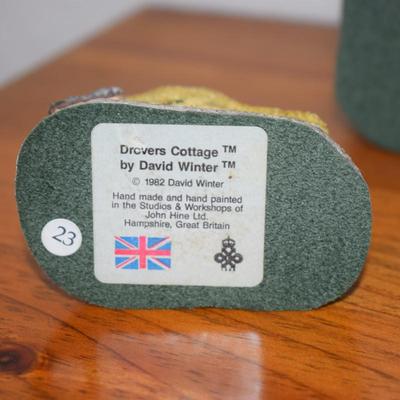 Drovers Cottage ™
by David Winter ™
© 1982 David Winter
Hand made and hand painted
in the Studios & Workshops of
John Hine Ltd.
Hampshire, Great Britain
23